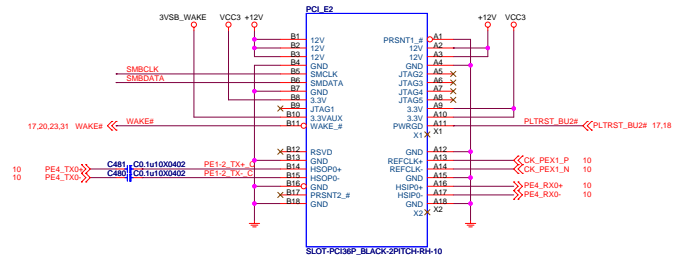 PCI_E2
3VSB_WAKE VCC3 +12V
+12V VCC3
B1 12V PRSNT1_# A1
B2 12V 12V A2
B3 12V 12V A3
B4 GND GND A4
SMBCLK B5 SMCLK JTAG2 A5
SMBDATA B6 SMDATA JTAG3 A6
B7 GND JTAG4 A7
B8 3.3V JTAG5 A8
B9 JTAG1 3.3V A9
B10 3.3VAUX 3.3V A10
17,20,23,31 WAKE# WAKE# B11 WAKE_# PWRGD A11 PLTRST_BU2# PLTRST_BU2# 17,18
X1 X1
B12 RSVD GND A12
B13 GND REFCLK+ A13 CK_PEX1_P 10
10 PE4_TX0+ C481 C0.1u10X0402 PE1-2_TX+_C B14 HSOP0+ REFCLK- A14 CK_PEX1_N 10
10 PE4_TX0- C480 C0.1u10X0402 PE1-2_TX-_C B15 HSOP0- GND A15
B16 GND HSIP0+ A16 PE4_RX0+ 10
B17 PRSNT2_# HSIP0- A17 PE4_RX0- 10
B18 GND GND A18
X2 X2
SLOT-PCI36P_BLACK-2PITCH-RH-10